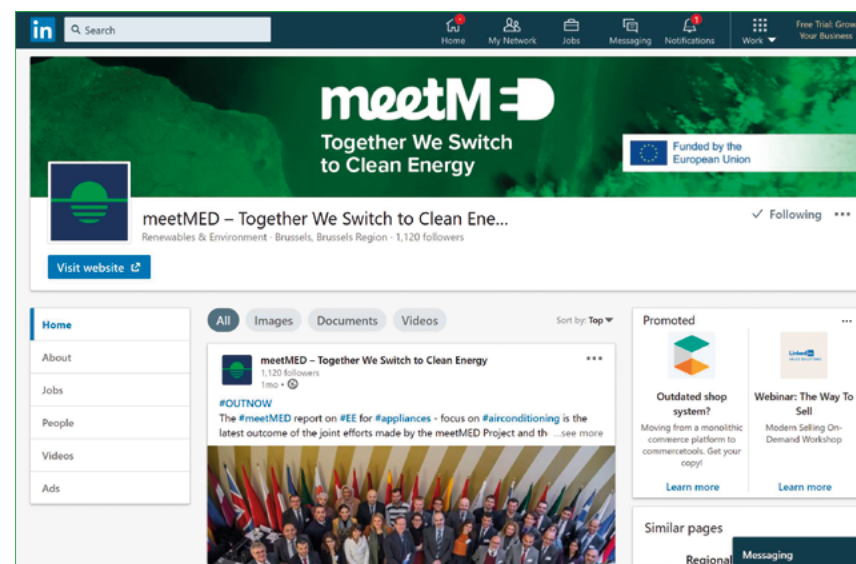 in
Search
Home
My Network
Jobs
Messaging
1
Notifications
Work
Free Trial: Grow
Your Business
meetMED
Together We Switch
to Clean Energy
Funded by the
European Union
meetMED – Together We Switch to Clean Ene...
Following
Renewables & Environment · Brussels, Brussels Region · 1,120 followers
Visit website
Home
About
Jobs
People
Videos
Ads
All
Images
Documents
Videos
Sort by: Top
meetMED – Together We Switch to Clean Energy
1,120 followers
1mo •
#OUTNOW
The #meetMED report on #EE for #appliances - focus on #airconditioning is the
latest outcome of the joint efforts made by the meetMED Project and th ...see more
Promoted
Outdated shop
system?
Moving from a monolithic
commerce platform to
commercetools. Get your
copy!
Learn more
LinkedIn
Webinar: The Way To
Sell
Modern Selling On-
Demand Workshop
Learn more
Similar pages
Regional
Messaging